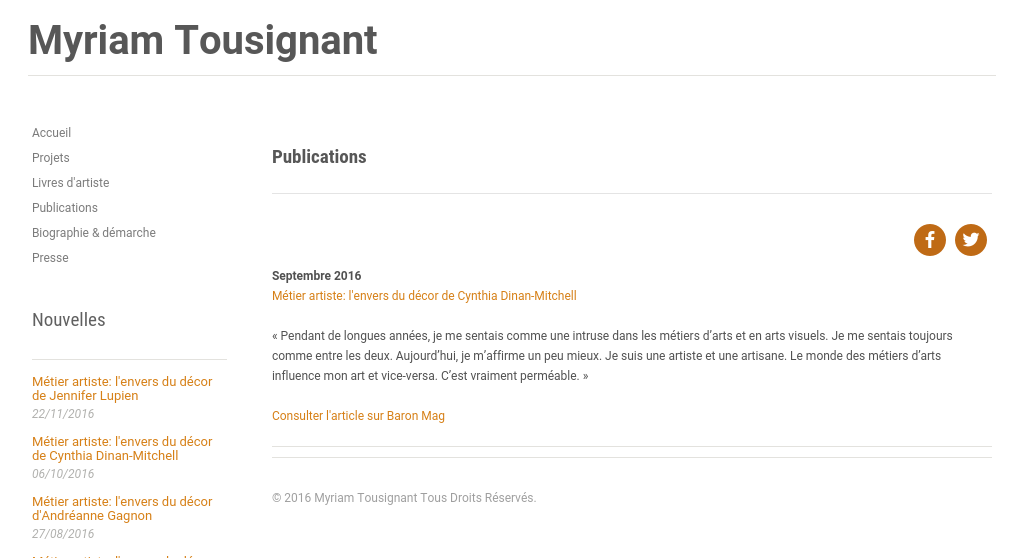 Myriam Tousignant
Accueil
Projets
Livres d'artiste
Publications
Biographie & démarche
Presse
Nouvelles
Métier artiste: l'envers du décor
de Jennifer Lupien
22/11/2016
Métier artiste: l'envers du décor
de Cynthia Dinan-Mitchell
06/10/2016
Métier artiste: l'envers du décor
d'Andréanne Gagnon
27/08/2016
Publications
Septembre 2016
Métier artiste: l'envers du décor de Cynthia Dinan-Mitchell
« Pendant de longues années, je me sentais comme une intruse dans les métiers d’arts et en arts visuels. Je me sentais toujours
comme entre les deux. Aujourd’hui, je m’affirme un peu mieux. Je suis une artiste et une artisane. Le monde des métiers d’arts
influence mon art et vice-versa. C’est vraiment perméable. »
Consulter l'article sur Baron Mag
© 2016 Myriam Tousignant Tous Droits Réservés.